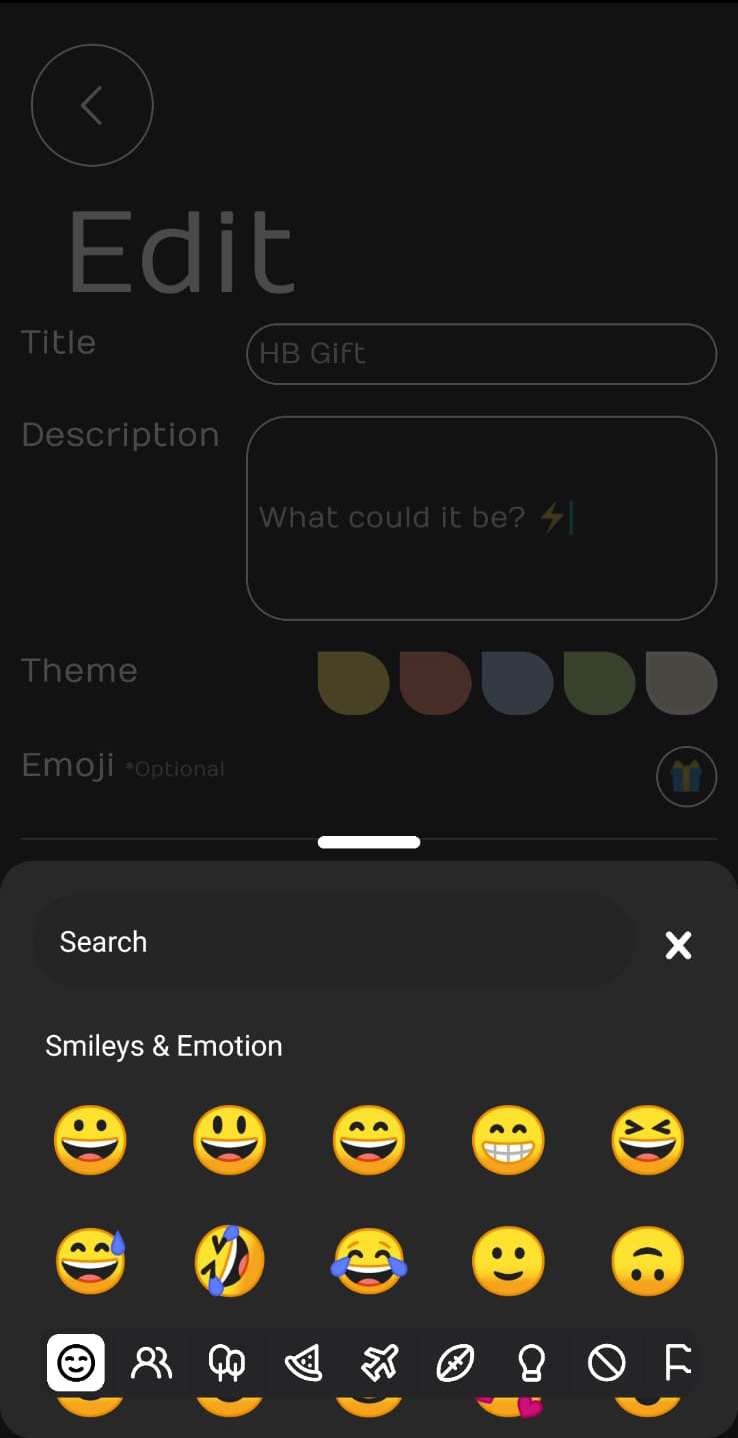 Edit
Title
HB Gift
Description
What could it be? ⚡
Theme
Emoji *Optional
Search
Smileys & Emotion